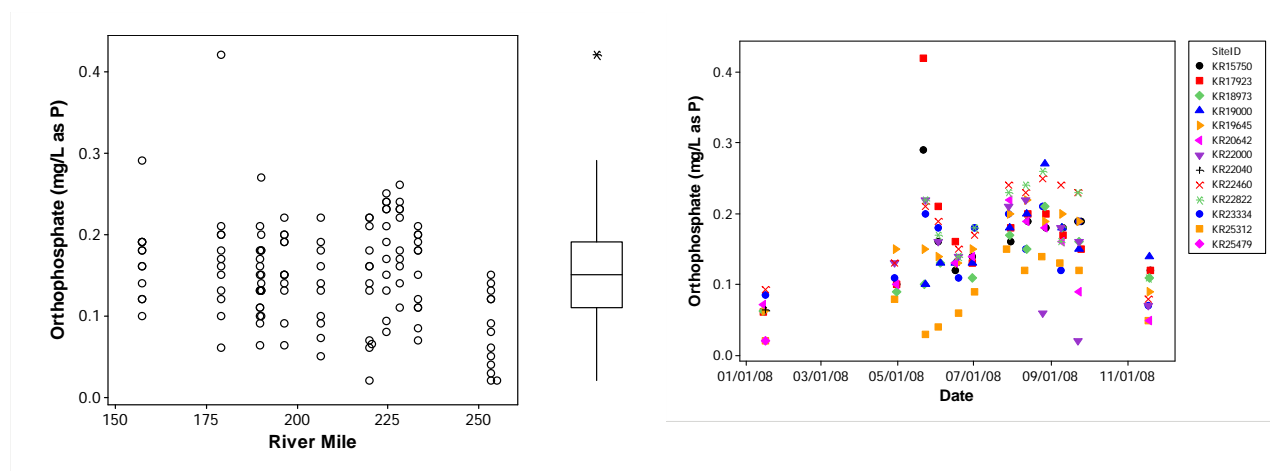 Orthophosphate (mg/L as P)
0.4
0.3
0.2
0.1
0.0
150
175
200
225
250
River Mile
Orthophosphate (mg/L as P)
0.4
0.3
0.2
0.1
0.0
01/01/08
03/01/08
05/01/08
07/01/08
09/01/08
11/01/08
Date
SiteID
KR15750
KR17923
KR18973
KR19000
KR19645
KR20642
KR22000
KR22040
KR22460
KR22822
KR23334
KR25312
KR25479